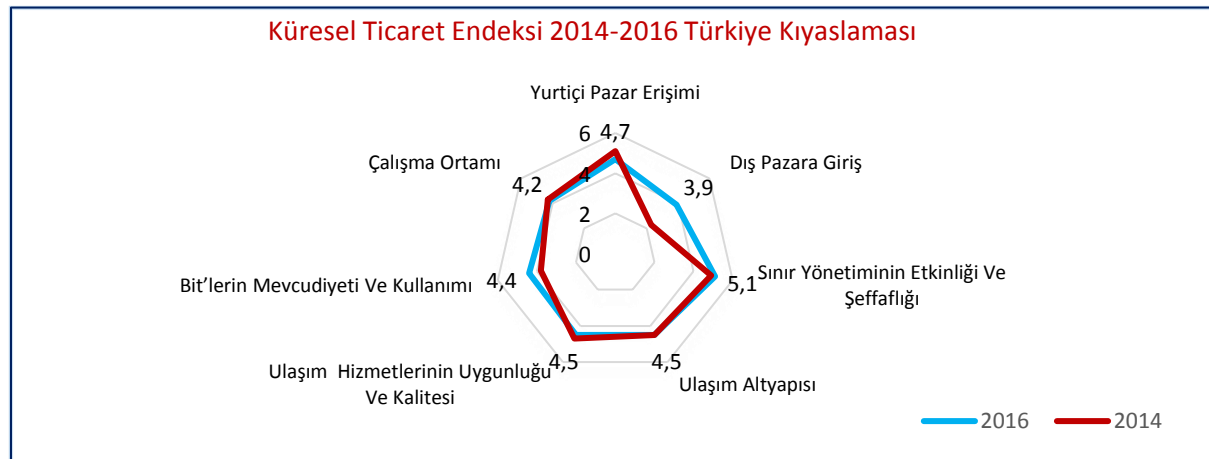 Küresel Ticaret Endeksi 2014-2016 Türkiye Kıyaslaması
Yurtiçi Pazar Erişimi
6 4,7
Çalışma Ortamı
Dış Pazara Giriş
4,2
4
3,9
2
0
Bit’lerin Mevcudiyeti Ve Kullanımı
4,4
5,1
Sınır Yönetiminin Etkinliği Ve
Şeffaflığı
Ulaşım Hizmetlerinin Uygunluğu
Ve Kalitesi
4,5
4,5
Ulaşım Altyapısı
2016
2014